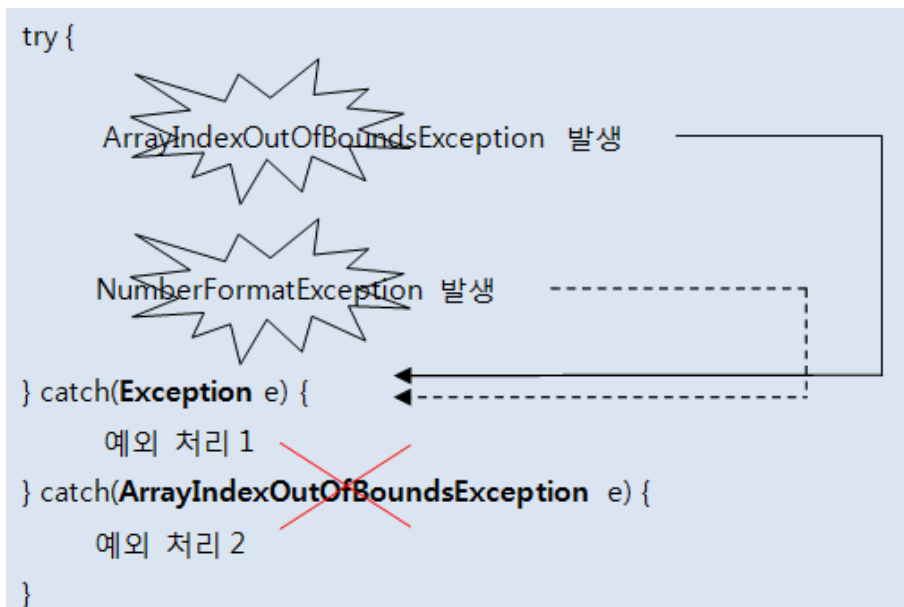 try {
ArrayIndexOutOfBoundsException 발생
NumberFormatException 발생
} catch(Exception e) {
예외 처리 1
} catch(ArrayIndexOutOfBoundsException e) {
예외 처리 2
}